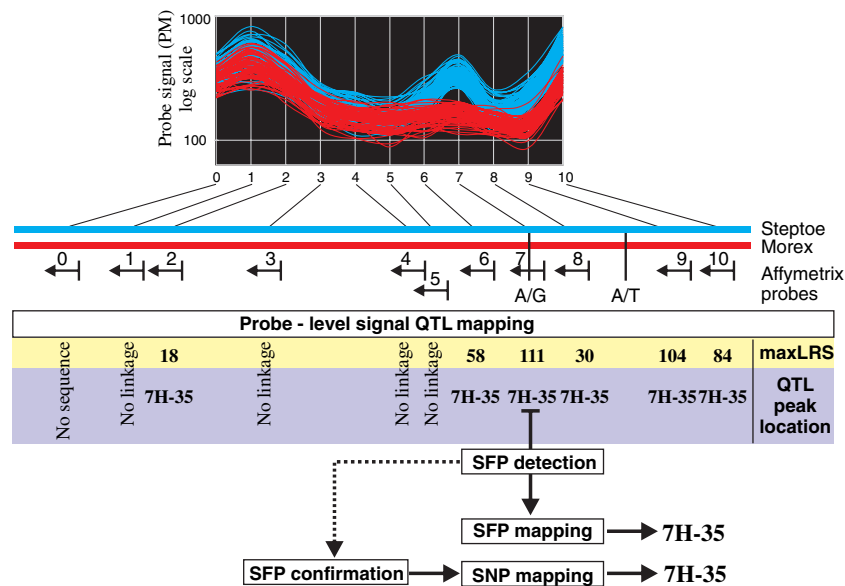 1000
Probe signal (PM)
log scale
100
0 1 2 3 4 5 6 7 8 9 10
Steptoe
Morex
0 1 2 3 4 5 6 7 8 9 10
Affymetrix
probes
A/G A/T
Probe - level signal QTL mapping
No sequence
No linkage
18
7H-35
No linkage
No linkage
No linkage
58
7H-35
111
7H-35
30
7H-35
104
7H-35
84
7H-35
maxLRS
QTL
peak
location
SFP detection
SFP mapping 7H-35
SFP confirmation SNP mapping 7H-35